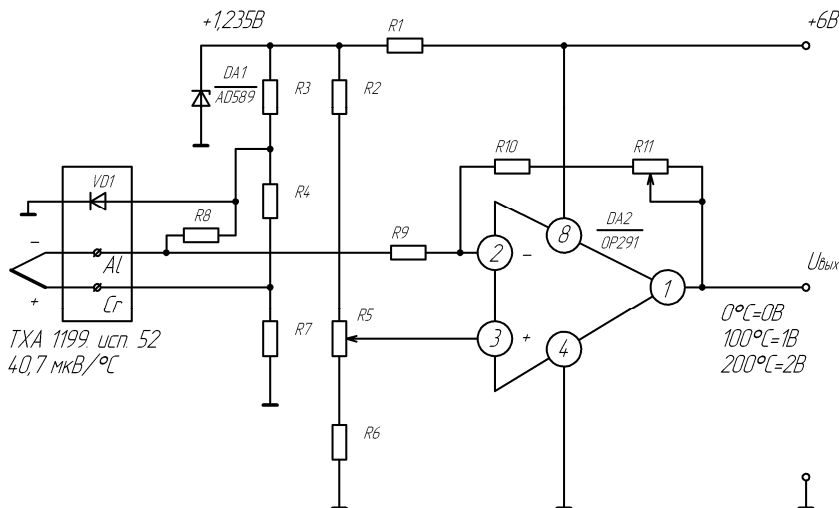 +1,235В
+6В
R1
DA1
AD589
R3
R2
R10
R11
VD1
R4
R8
DA2
OP291
8
R9
2
−
−
Al
Uвых
1
Cr
+
R5
3
+
4
R7
0°С=0В
100°С=1В
200°С=2В
ТХА 1199. исп. 52
40,7 мкВ/°С
R6